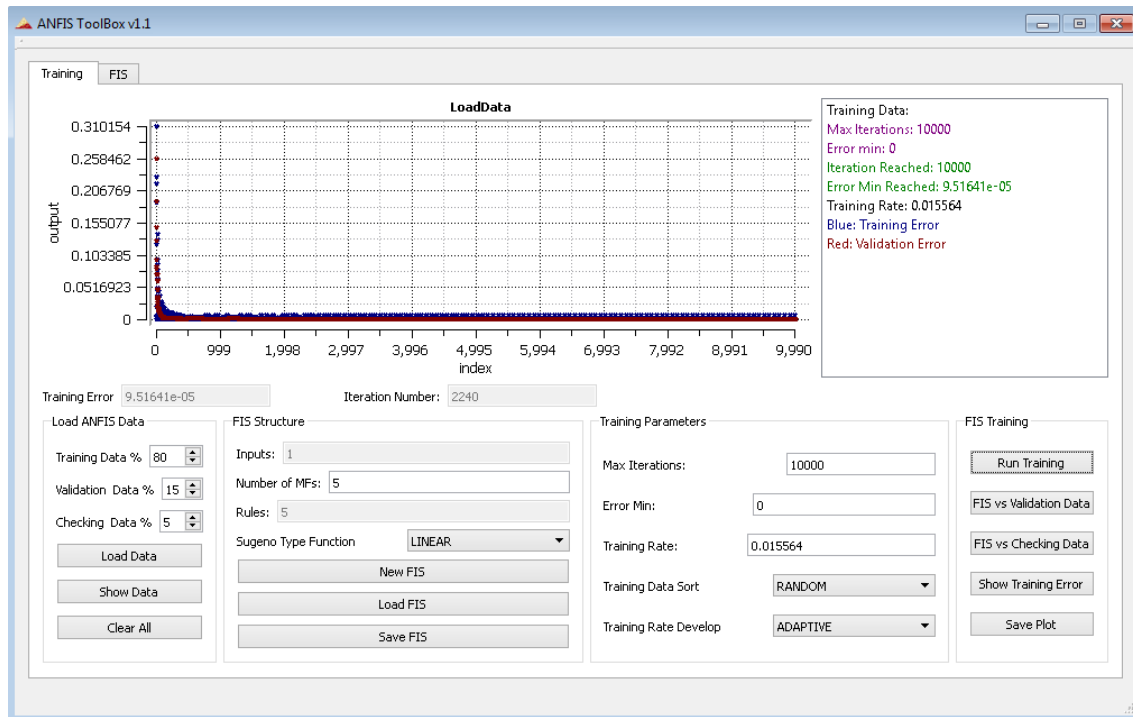 ANFIS ToolBox v1.1
Training
FIS
LoadData
0.310154
0.258462
0.206769
0.155077
0.103385
0.0516923
0
output
0 999 1,998 2,997 3,996 4,995 5,994 6,993 7,992 8,991 9,990
index
Training Data:
Max Iterations: 10000
Error min: 0
Iteration Reached: 10000
Error Min Reached: 9.51641e-05
Training Rate: 0.015564
Blue: Training Error
Red: Validation Error
Training Error 9.51641e-05
Iteration Number: 2240
Load ANFIS Data
Training Data % 80
Validation Data % 15
Checking Data % 5
Load Data
Show Data
Clear All
FIS Structure
Inputs: 1
Number of MFs: 5
Rules: 5
Sugeno Type Function LINEAR
New FIS
Load FIS
Save FIS
Training Parameters
Max Iterations: 10000
Error Min: 0
Training Rate: 0.015564
Training Data Sort RANDOM
Training Rate Develop ADAPTIVE
FIS Training
Run Training
FIS vs Validation Data
FIS vs Checking Data
Show Training Error
Save Plot